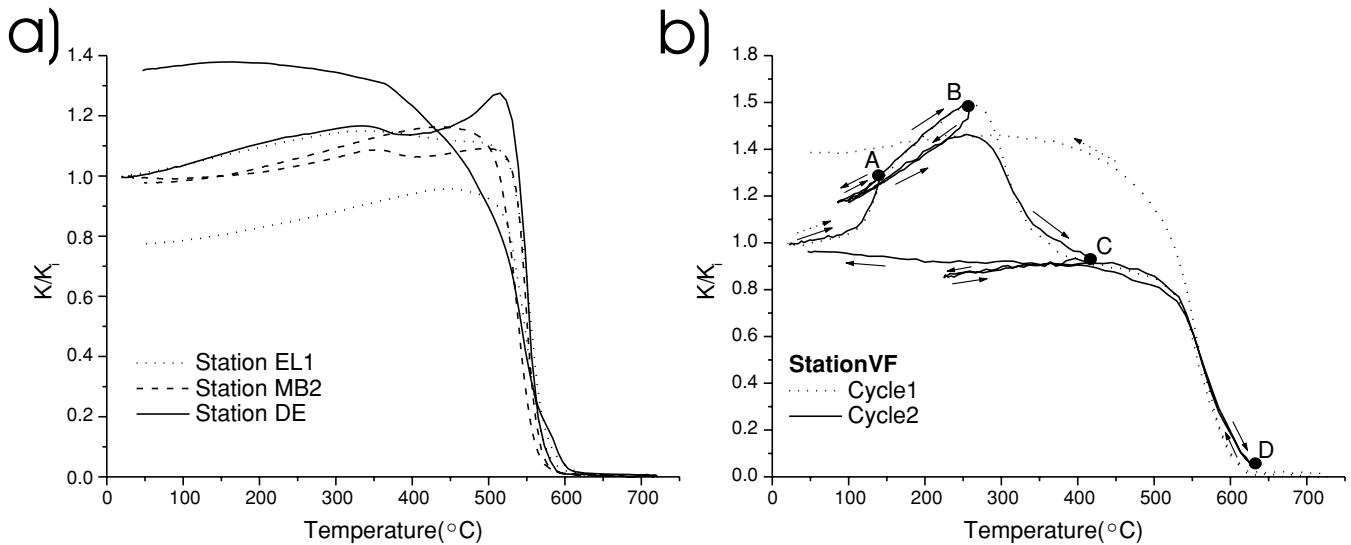 a)
1.4
1.2
1.0
0.8
0.6
0.4
0.2
0.0
K/Ki
0 100 200 300 400 500 600 700
Temperature(°C)
Station EL1
Station MB2
Station DE
b)
1.8
1.5
1.4
1.2
1.0
0.8
0.6
0.4
0.2
0.0
K/Ki
0 100 200 300 400 500 600 700
Temperature(°C)
A
B
C
D
StationVF
Cycle1
Cycle2